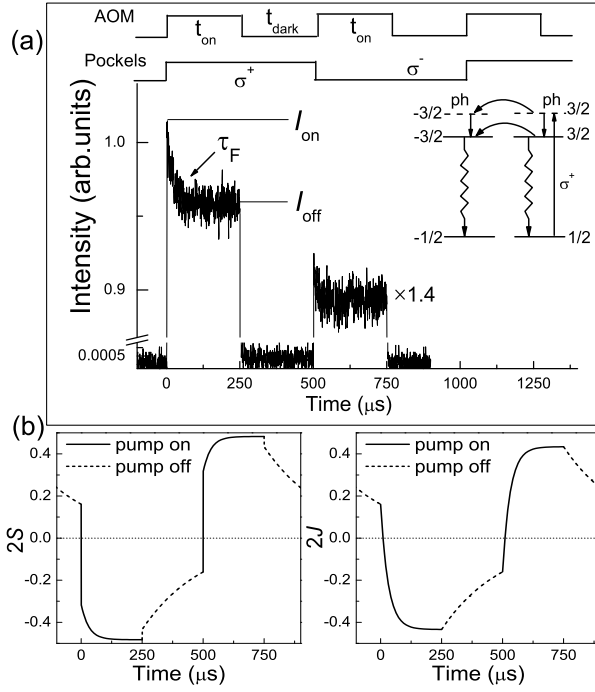 (a)
AOM
t_on t_dark t_on
Pockels
σ⁺ σ⁻
Intensity (arb.units)
1.0
0.9
0.0005
τ_F
I_on
I_off
×1.4
-3/2 ph ph 3/2
-3/2 3/2
σ⁺
-1/2 1/2
0 250 500 750 1000 1250
Time (μs)
(b)
2S
0.4
0.2
0.0
-0.2
-0.4
pump on
pump off
0 250 500 750
Time (μs)
2J
0.4
0.2
0.0
-0.2
-0.4
pump on
pump off
0 250 500 750
Time (μs)